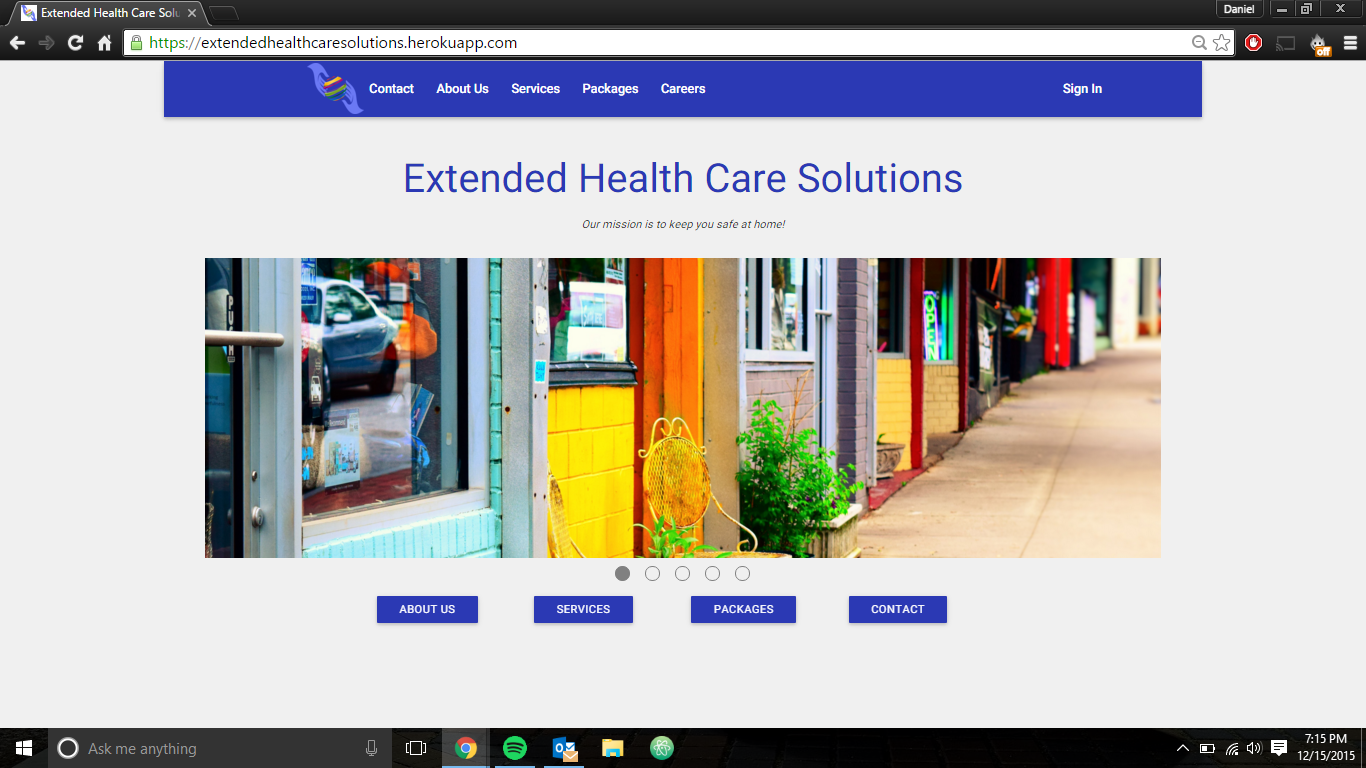 Extended Health Care Solu
Daniel
https://extendedhealthcaresolutions.herokuapp.com
off
Contact About Us Services Packages Careers Sign In
Extended Health Care Solutions
Our mission is to keep you safe at home!
PUSH
OPEN
ABOUT US SERVICES PACKAGES CONTACT
Ask me anything
7:15 PM
12/15/2015